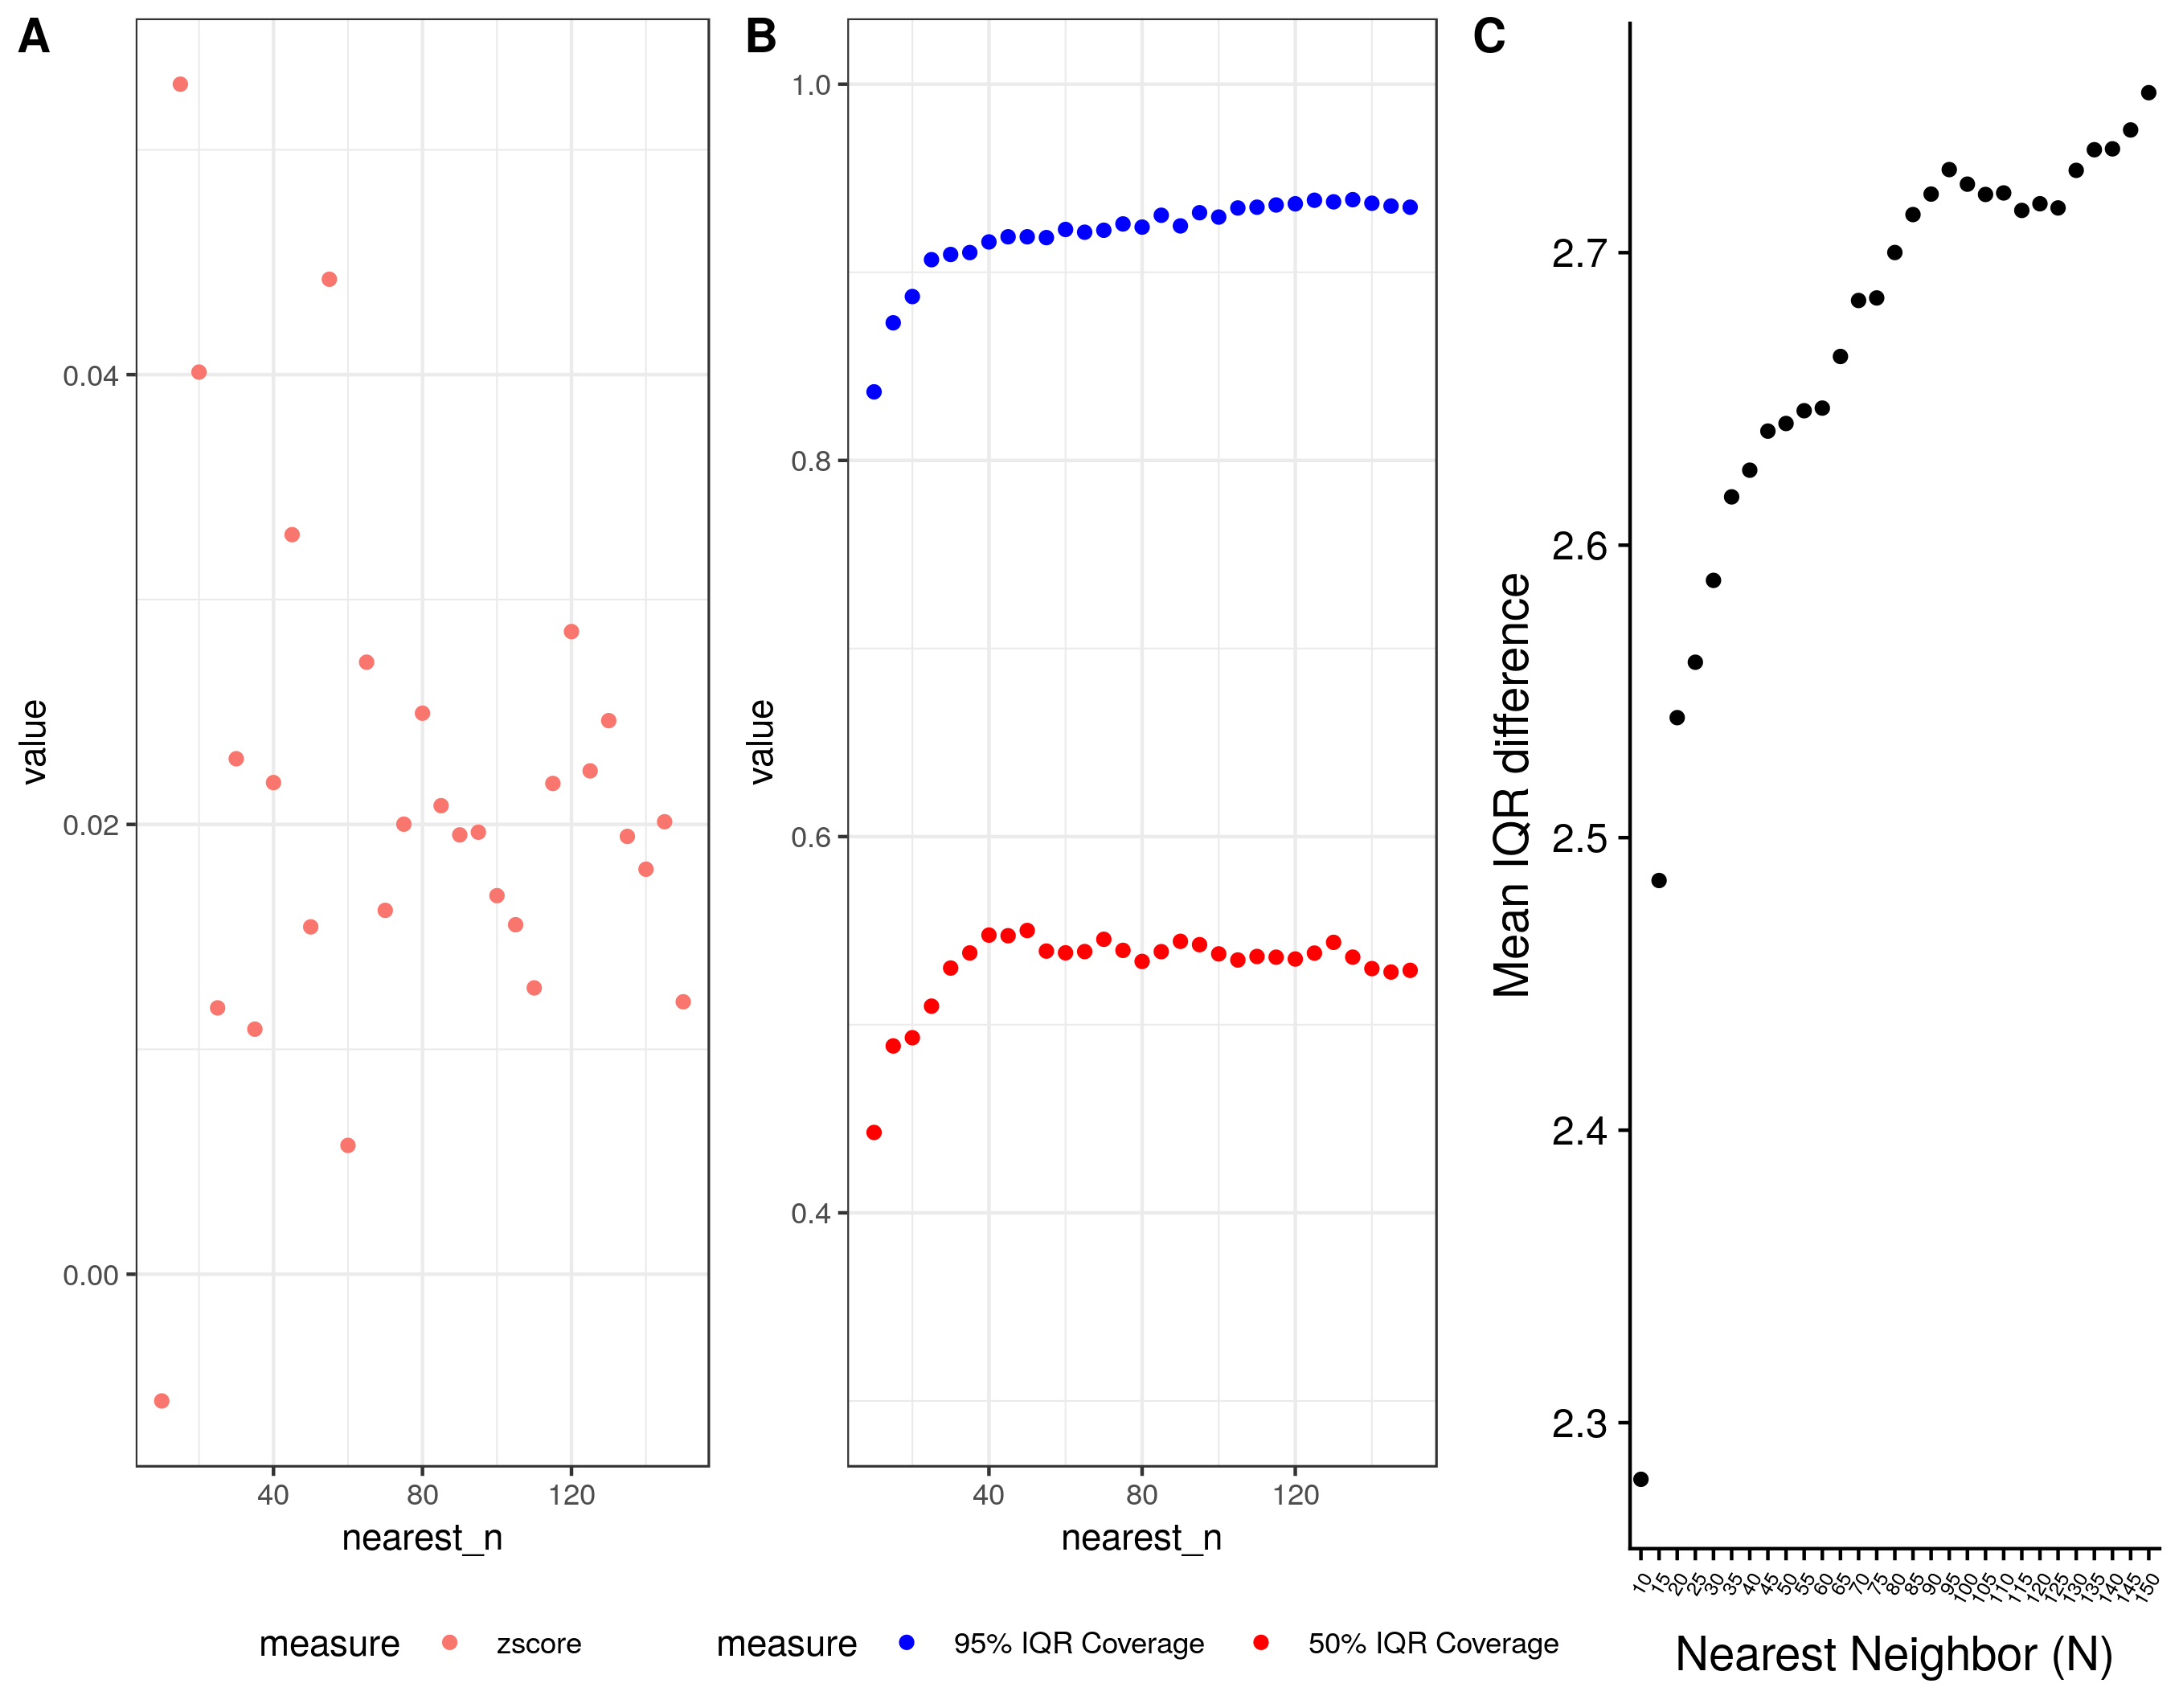 A
B
C
value
0.04
0.02
0.00
40
80
120
nearest_n
value
1.0
0.8
0.6
0.4
40
80
120
nearest_n
Mean IQR difference
2.7
2.6
2.5
2.4
2.3
10 15 20 25 30 35 40 45 50 55 60 65 70 75 80 85 90 95 100 105 110 115 120 125 130 135 140 145 150
Nearest Neighbor (N)
measure zscore
measure 95% IQR Coverage 50% IQR Coverage